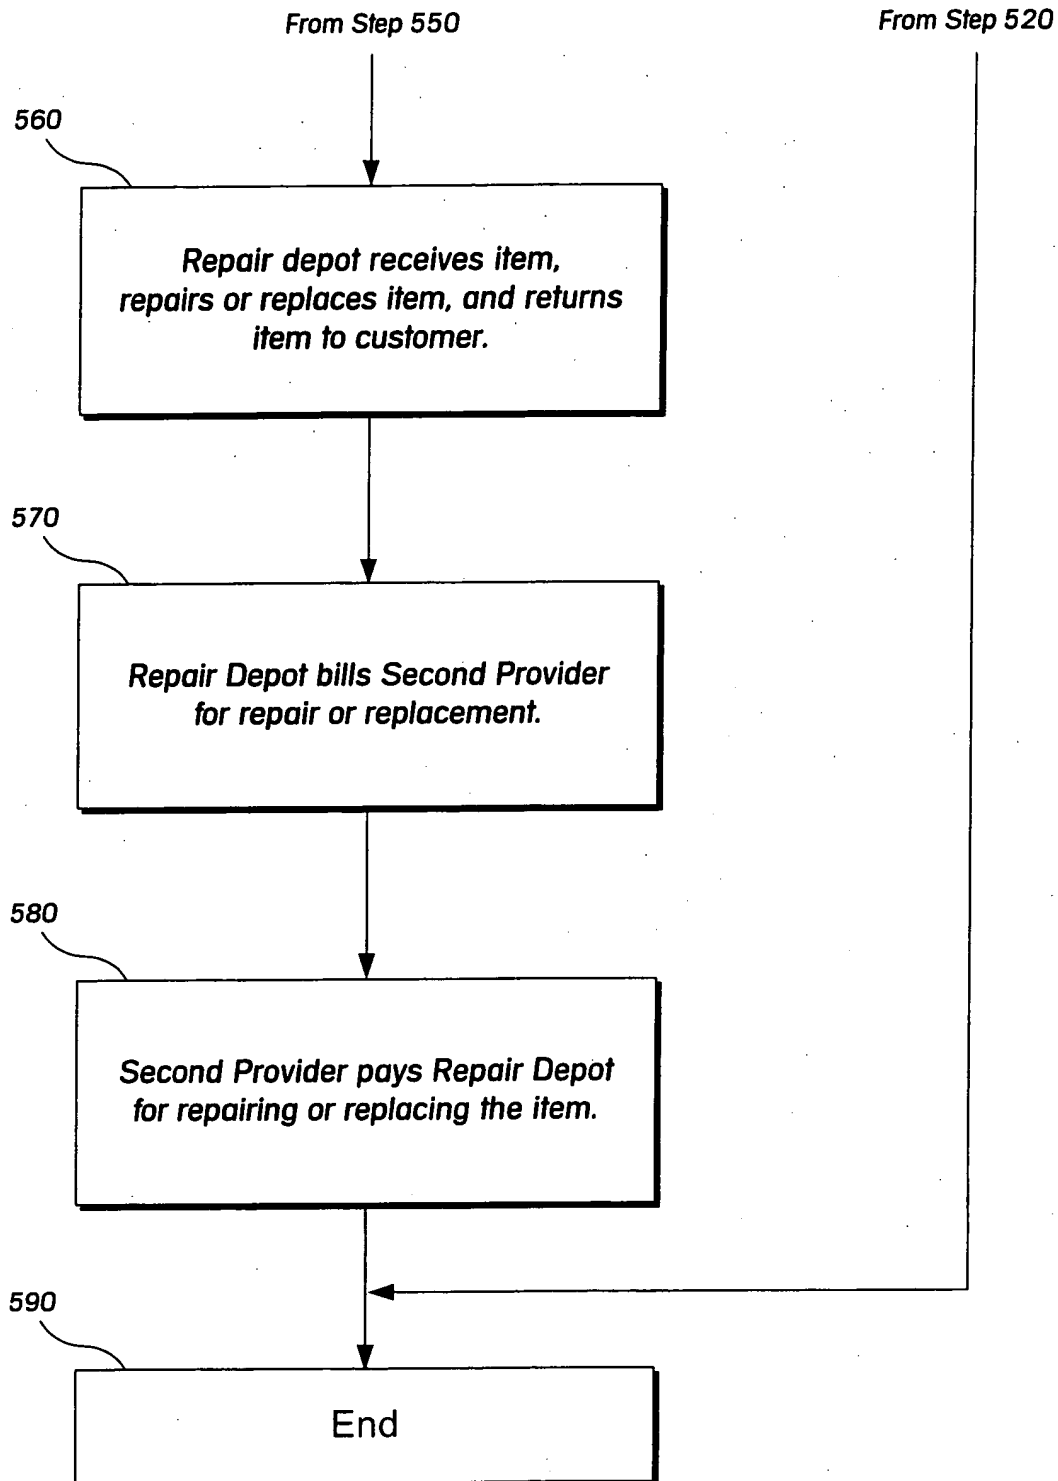 From Step 550
From Step 520
560
Repair depot receives item,
repairs or replaces item, and returns
item to customer.
570
Repair Depot bills Second Provider
for repair or replacement.
580
Second Provider pays Repair Depot
for repairing or replacing the item.
590
End